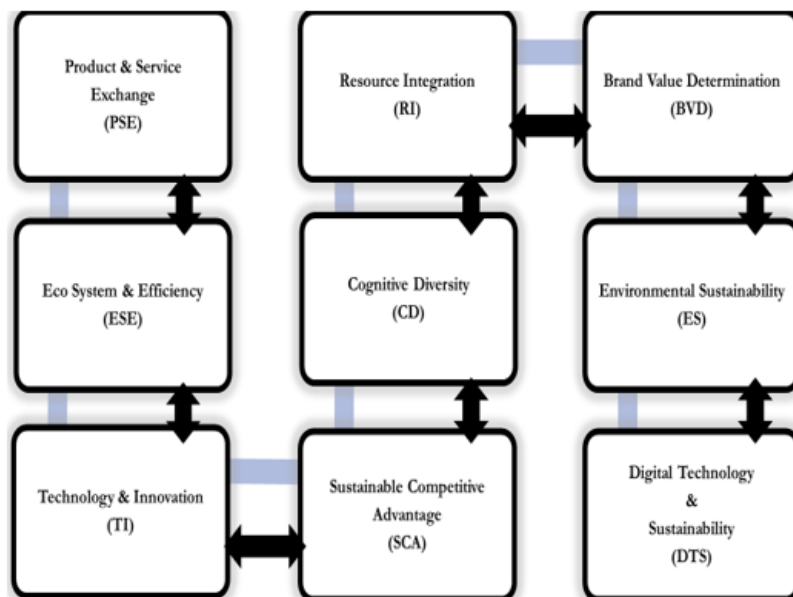 Product & Service
Exchange
(PSE)
Resource Integration
(RI)
Brand Value Determination
(BVD)
Eco System & Efficiency
(ESE)
Cognitive Diversity
(CD)
Environmental Sustainability
(ES)
Technology & Innovation
(TI)
Sustainable Competitive
Advantage
(SCA)
Digital Technology
&
Sustainability
(DTS)